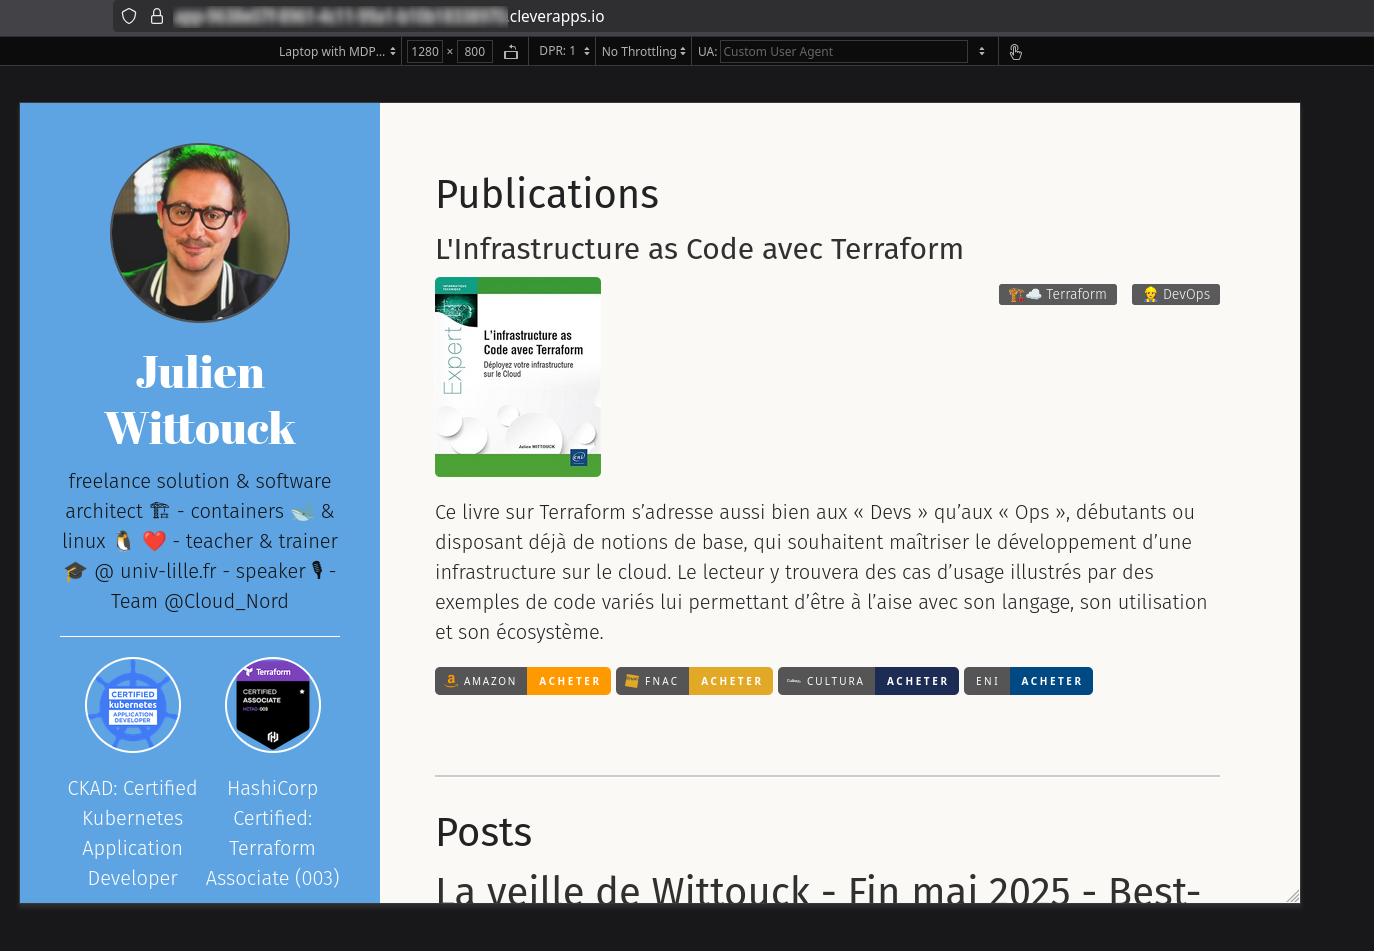 .cleverapps.io
Laptop with MDP... 1280 × 800 DPR: 1 No Throttling UA: Custom User Agent
Julien
Wittouck
freelance solution & software
architect 🏗 - containers 🐋 &
linux 🐧 ❤️ - teacher & trainer
🎓 @ univ-lille.fr - speaker 🎙 -
Team @Cloud_Nord
CERTIFIED
kubernetes
APPLICATION
DEVELOPER
Terraform
CERTIFIED
ASSOCIATE
CKAD: Certified
Kubernetes
Application
Developer
HashiCorp
Certified:
Terraform
Associate (003)
Publications
L'Infrastructure as Code avec Terraform
🏗☁️ Terraform 👷 DevOps
Expert
L'infrastructure as
Code avec Terraform
Déployez votre infrastructure
sur le Cloud
Julien WITTOUCK
Ce livre sur Terraform s’adresse aussi bien aux « Devs » qu’aux « Ops », débutants ou
disposant déjà de notions de base, qui souhaitent maîtriser le développement d’une
infrastructure sur le cloud. Le lecteur y trouvera des cas d’usage illustrés par des
exemples de code variés lui permettant d’être à l’aise avec son langage, son utilisation
et son écosystème.
AMAZON ACHETER FNAC ACHETER CULTURA ACHETER ENI ACHETER
Posts
La veille de Wittouck - Fin mai 2025 - Best-